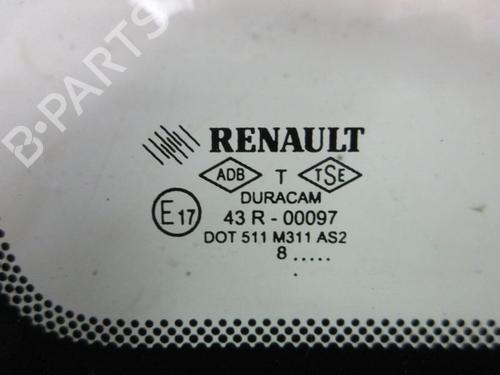 B-PARTS
RENAULT
ADB T TSE
DURACAM
E17 43 R - 00097
DOT 511 M311 AS2
8 .....